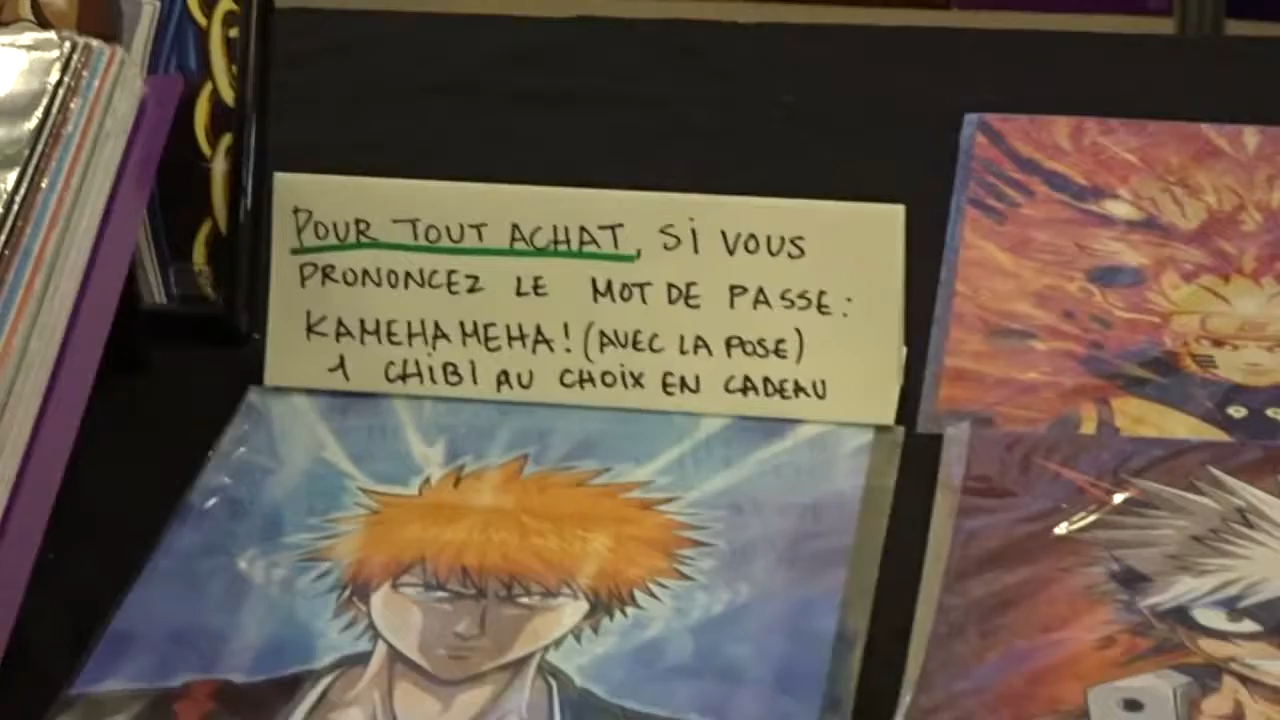 POUR TOUT ACHAT, Si VOUS
PRONONCEZ LE MOT DE PASSE:
KAMEHAMEHA! (AVEC LA POSE)
1 CHiBi AU CHOiX EN CADEAU